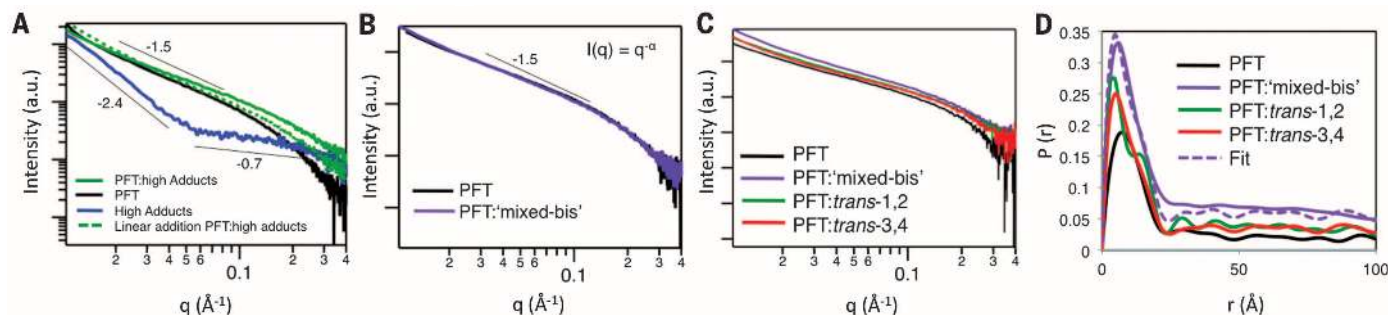 A
Intensity (a.u.)
-1.5
-2.4
-0.7
PFT:high Adducts
PFT
High Adducts
Linear addition PFT:high adducts
2 3 4 5 6 0.1 2 3 4
q (Å⁻¹)
B
Intensity (a.u.)
I(q) = q^-α
-1.5
PFT
PFT:'mixed-bis'
2 3 4 5 6 0.1 2 3 4
q (Å⁻¹)
C
Intensity (a.u.)
PFT
PFT:'mixed-bis'
PFT:trans-1,2
PFT:trans-3,4
2 3 4 5 6 0.1 2 3 4
q (Å⁻¹)
D
P (r)
0.35
0.3
0.25
0.2
0.15
0.1
0.05
0
PFT
PFT:'mixed-bis'
PFT:trans-1,2
PFT:trans-3,4
Fit
0 50 100
r (Å)